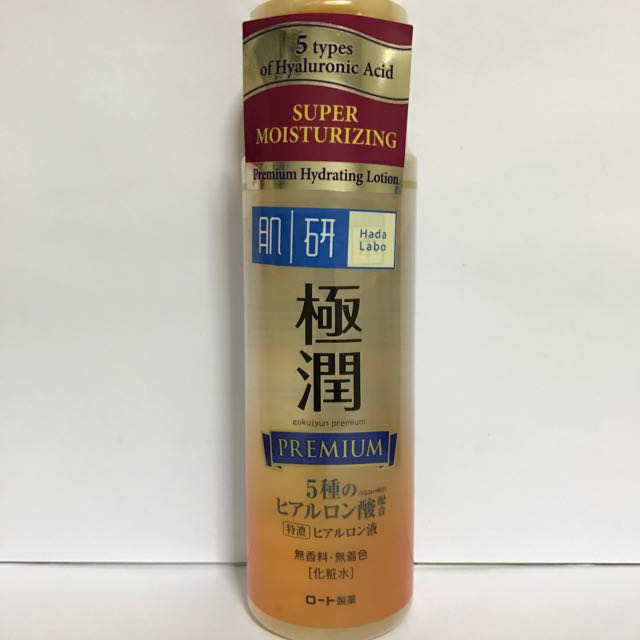 5 types
of Hyaluronic Acid
SUPER
MOISTURIZING
Premium Hydrating Lotion
肌研
Hada
Labo
極
潤
gokujyun premium
PREMIUM
5種の
ヒアルロン酸配合
特濃 ヒアルロン液
無香料・無着色
[化粧水]
ロート製薬